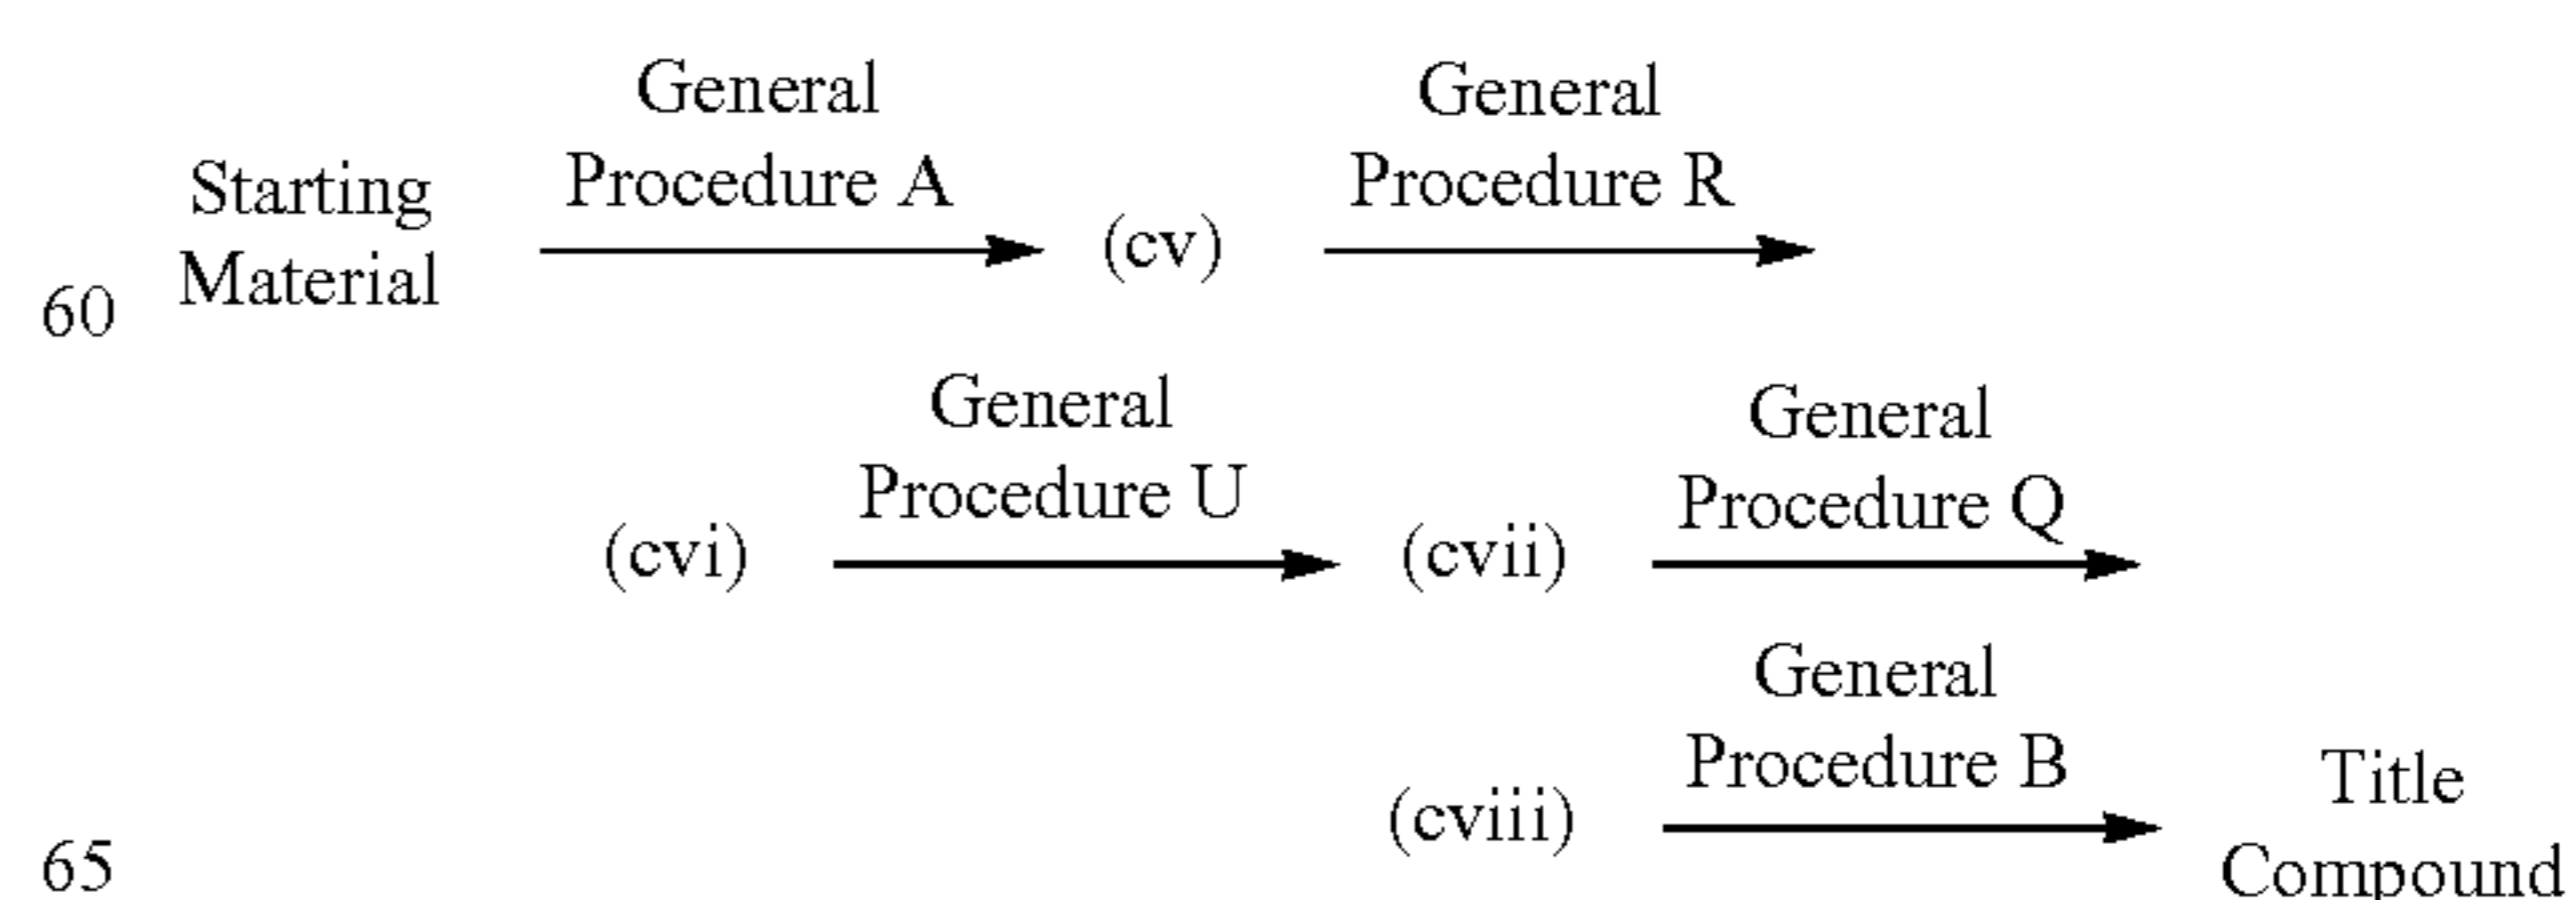 General
Procedure A
General
Procedure R
Starting
Material
(cv)
60
General
Procedure U
General
Procedure Q
(cvi)
(cvii)
General
Procedure B
(cviii)
Title
Compound
65